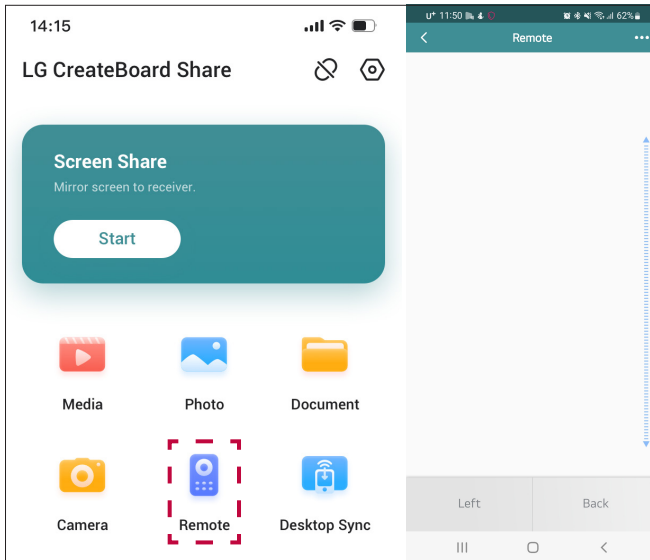 14:15
LG CreateBoard Share
Screen Share
Mirror screen to receiver.
Start
Media
Photo
Document
Camera
Remote
Desktop Sync
U+ 11:50
62%
Remote
Left
Back